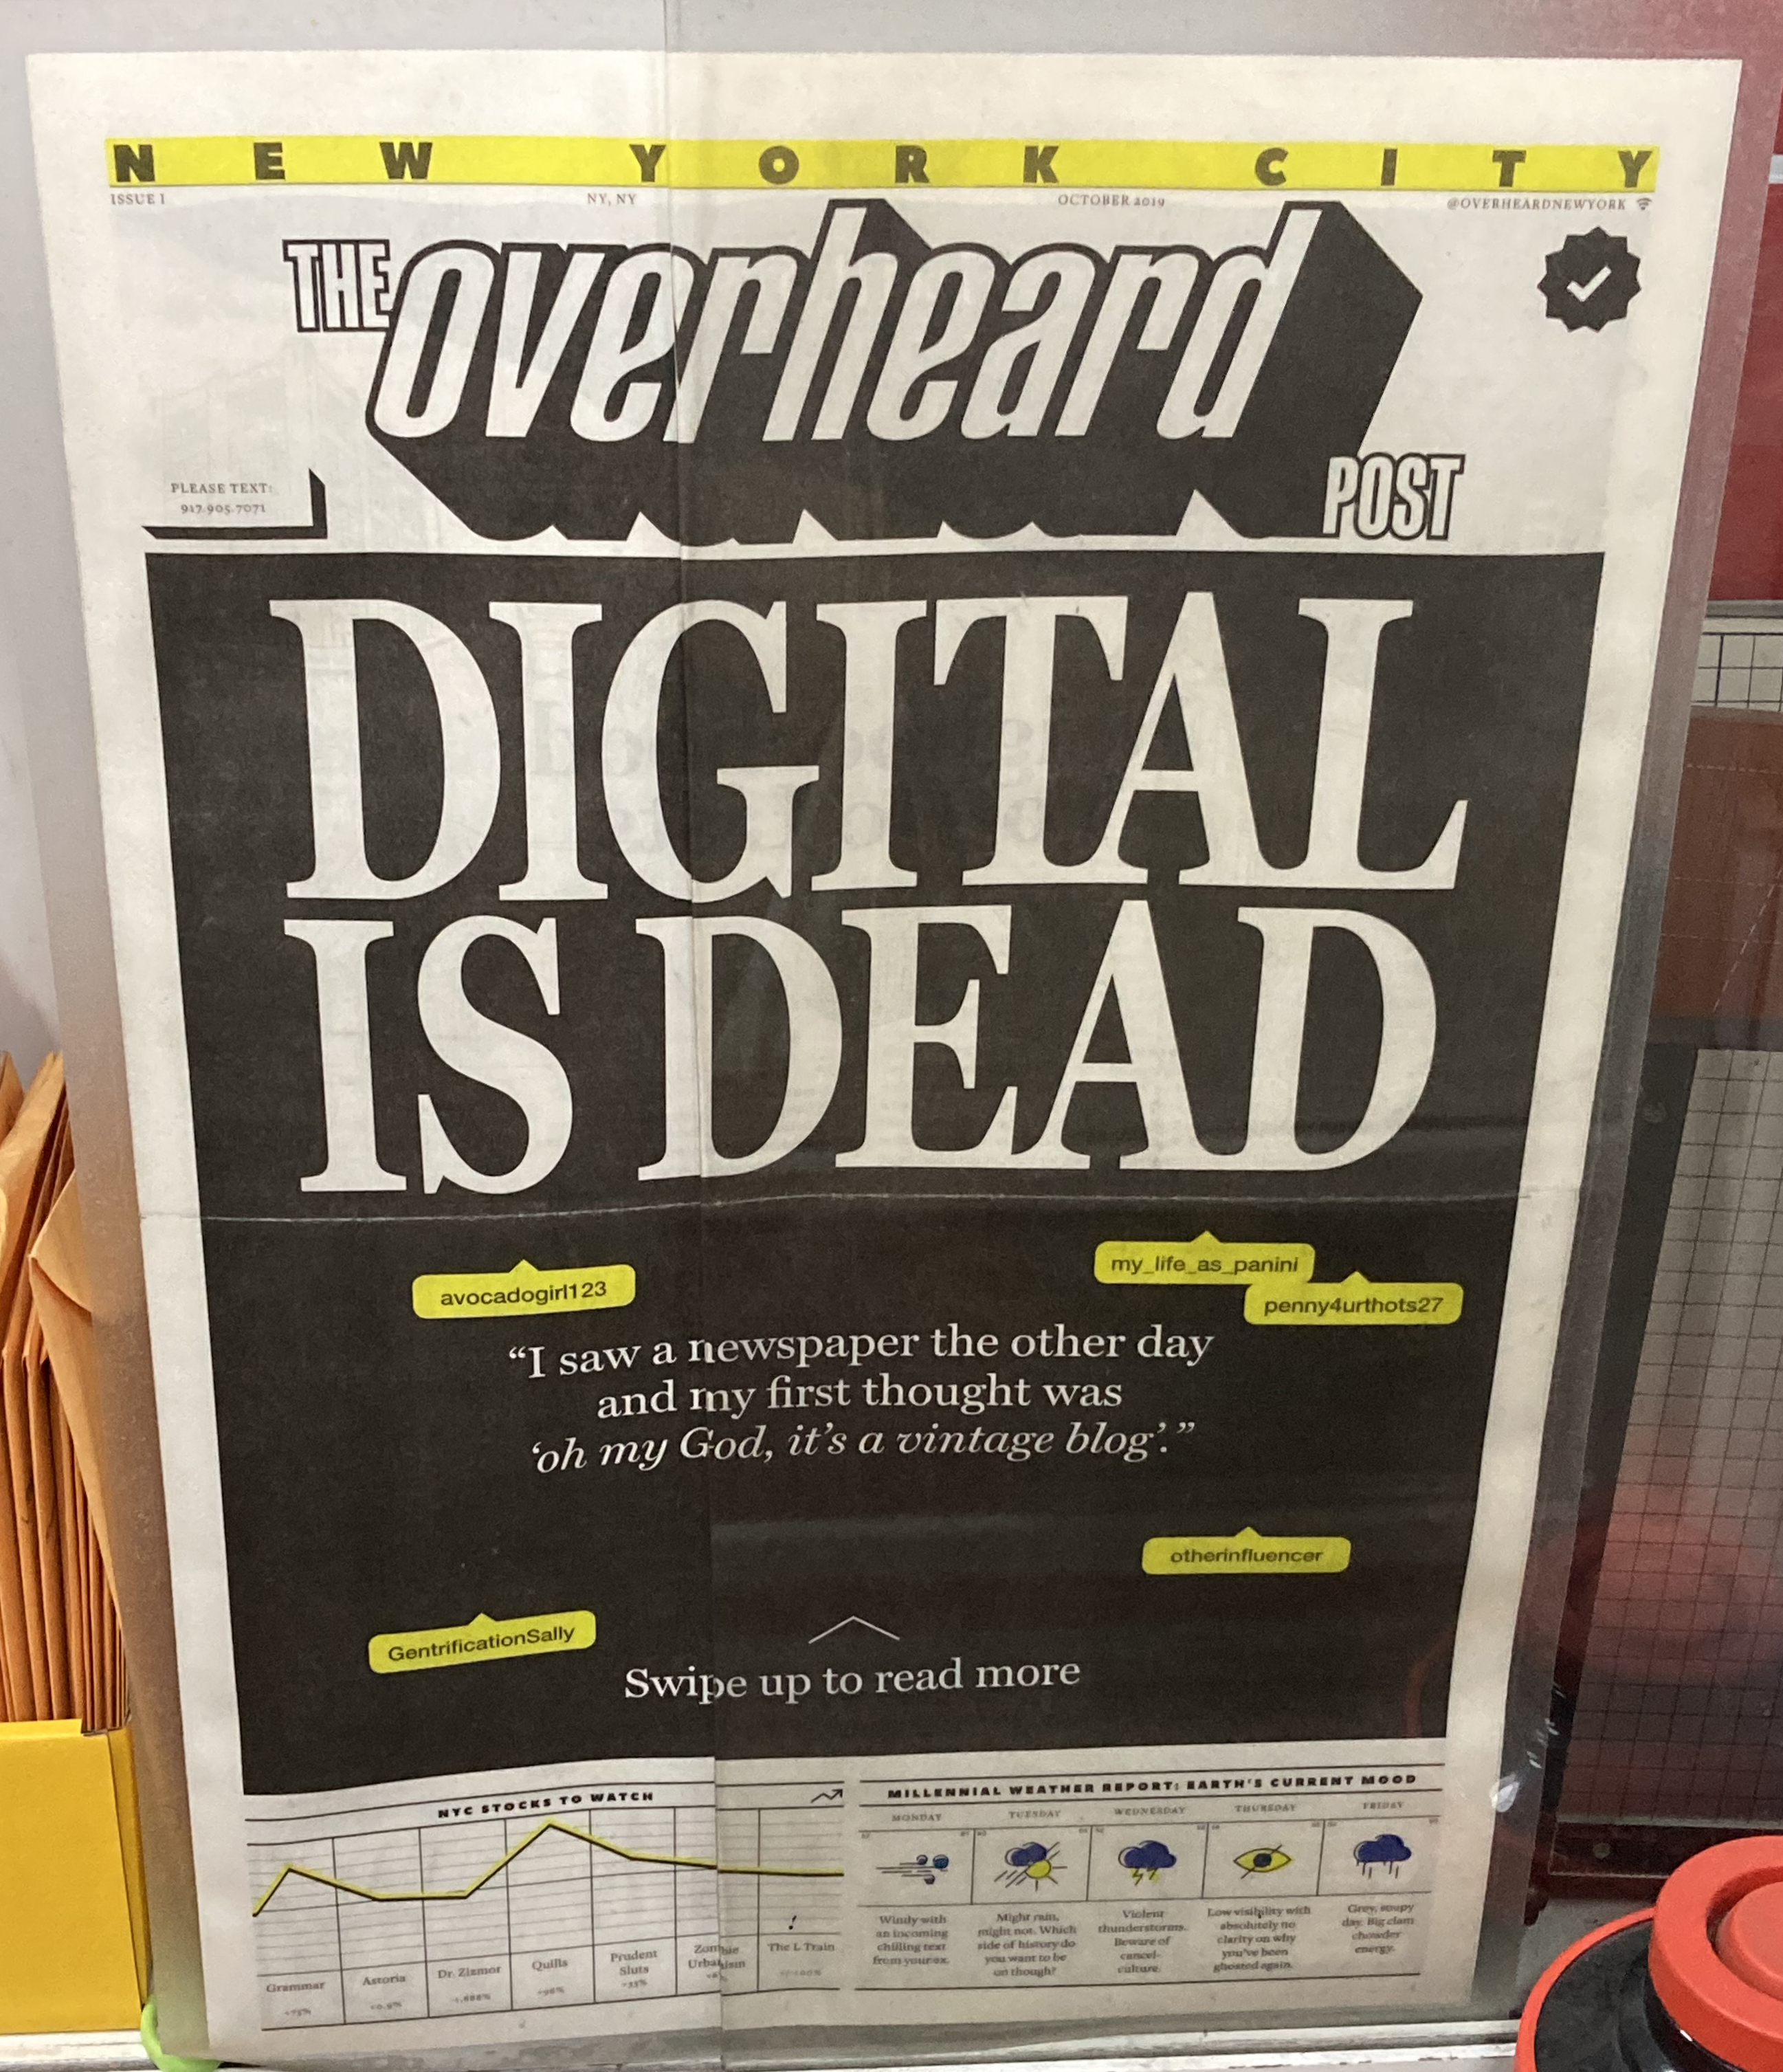 NEW YORK CITY
ISSUE I
NY, NY
OCTOBER 2019
@OVERHEARDNEWYORK
THE overheard POST
PLEASE TEXT:
917.905.7071
DIGITAL
IS DEAD
avocadogirl123
my_life_as_panini
penny4urthots27
“I saw a newspaper the other day
and my first thought was
‘oh my God, it’s a vintage blog’.”
otherinfluencer
GentrificationSally
Swipe up to read more
NYC STOCKS TO WATCH
!
Grammar
Astoria
Dr. Zizmor
Quills
Prudent
Sluts
Zombie
Urbanism
The L Train
MILLENNIAL WEATHER REPORT: EARTH'S CURRENT MOOD
MONDAY
TUESDAY
WEDNESDAY
THURSDAY
FRIDAY
Windy with
an incoming
chilling text
from your ex.
Might rain,
might not. Which
side of history do
you want to be
on though?
Violent
thunderstorms.
Beware of
cancel-
culture.
Low visibility with
absolutely no
clarity on why
you've been
ghosted again.
Grey, soupy
day. Big clam
chowder
energy.